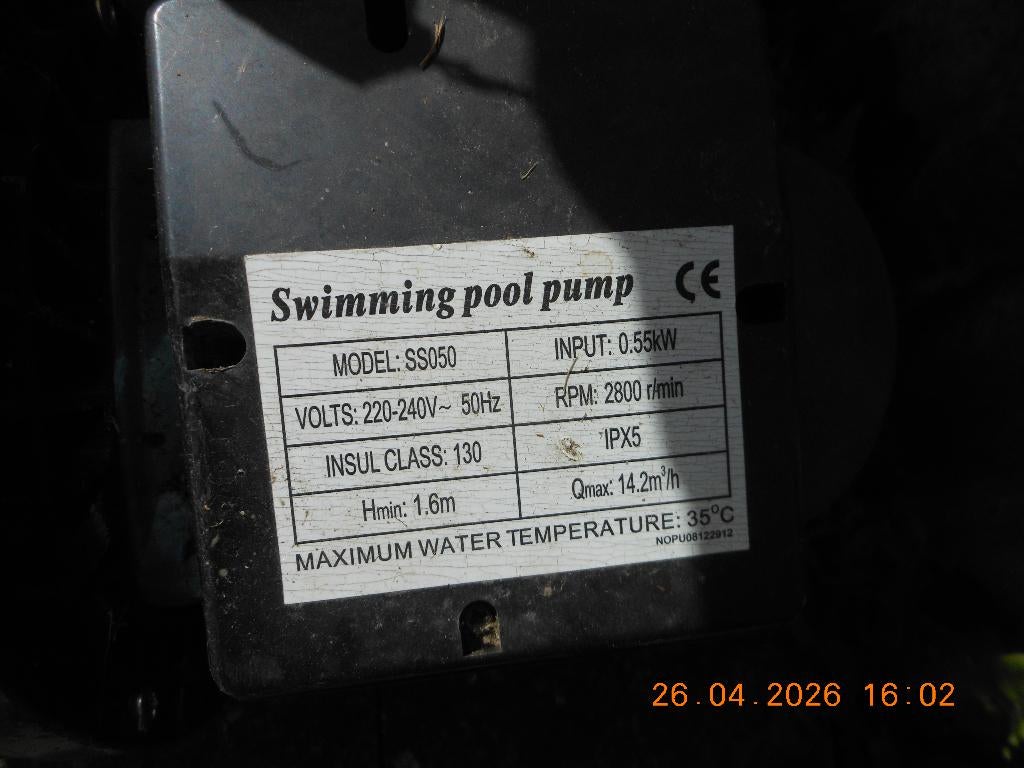 Swimming pool pump CE
MODEL: SS050 INPUT: 0.55kW
VOLTS: 220-240V~ 50Hz RPM: 2800 r/min
INSUL CLASS: 130 IPX5
Hmin: 1.6m Qmax: 14.2m³/h
MAXIMUM WATER TEMPERATURE: 35°C
NOPU08122912
26.04.2026 16:02